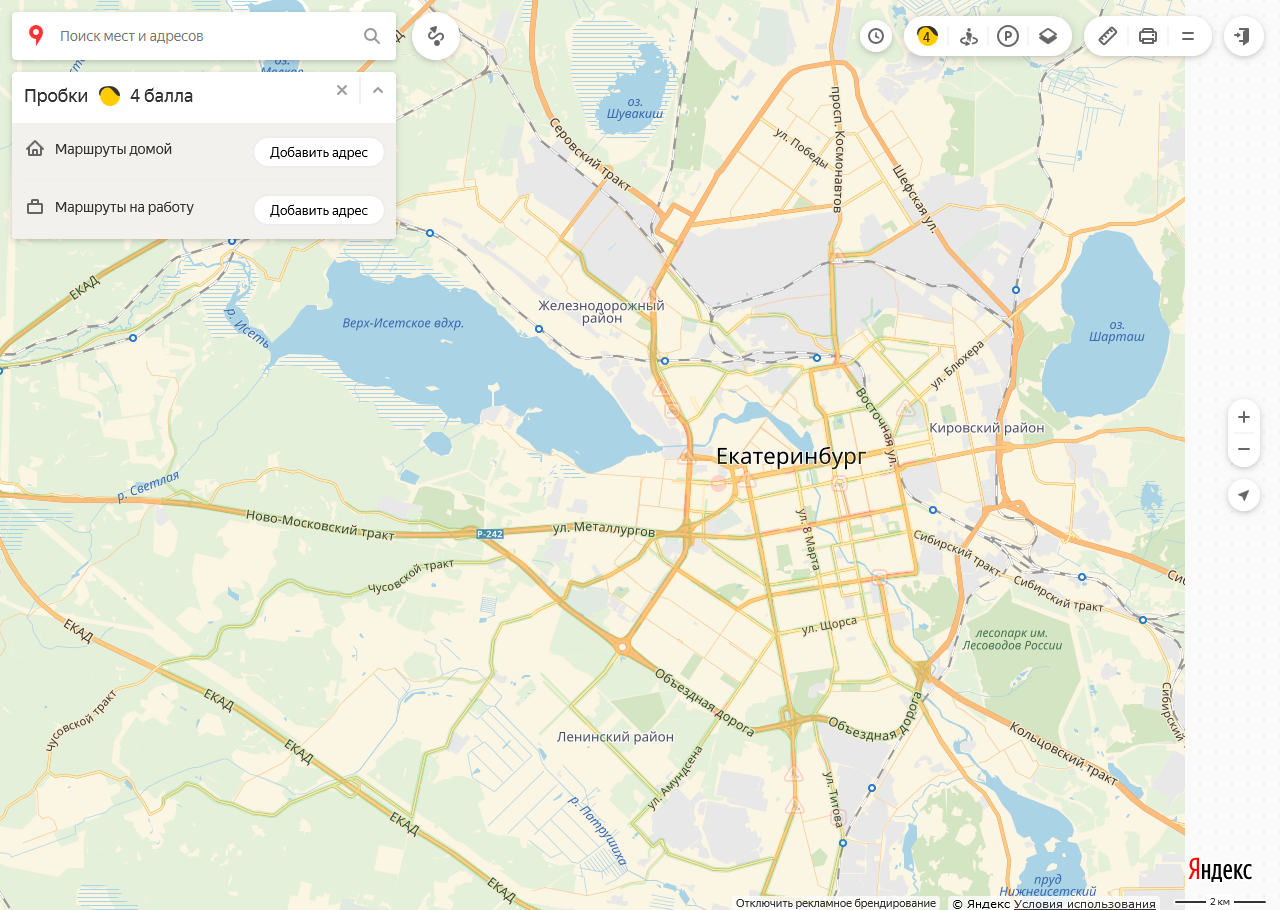 Поиск мест и адресов
4
P
Пробки 4 балла
Маршруты домой
Добавить адрес
Маршруты на работу
Добавить адрес
оз.
Шувакиш
Серовский тракт
ул. Победы
просп. Космонавтов
Шефская ул.
ЕКАД
р. Исеть
Верх-Исетское вдхр.
Железнодорожный
район
оз.
Шарташ
ул. Блюхера
Восточная ул.
Кировский район
Екатеринбург
р. Светлая
Ново-Московский тракт
Р-242
ул. Металлургов
ул. 8 Марта
Чусовской тракт
Сибирский тракт
Сибирский тракт
ЕКАД
ул. Щорса
лесопарк им.
Лесоводов России
Чусовской тракт
ЕКАД
Объездная дорога
Объездная дорога
Сибирский
Ленинский район
ЕКАД
Кольцовский тракт
ул. Амундсена
ул. Титова
р. Патрушиха
ЕКАД
ЕКАД
пруд
Нижнеисетский
Яндекс
Отключить рекламное брендирование
© Яндекс Условия использования
2 км